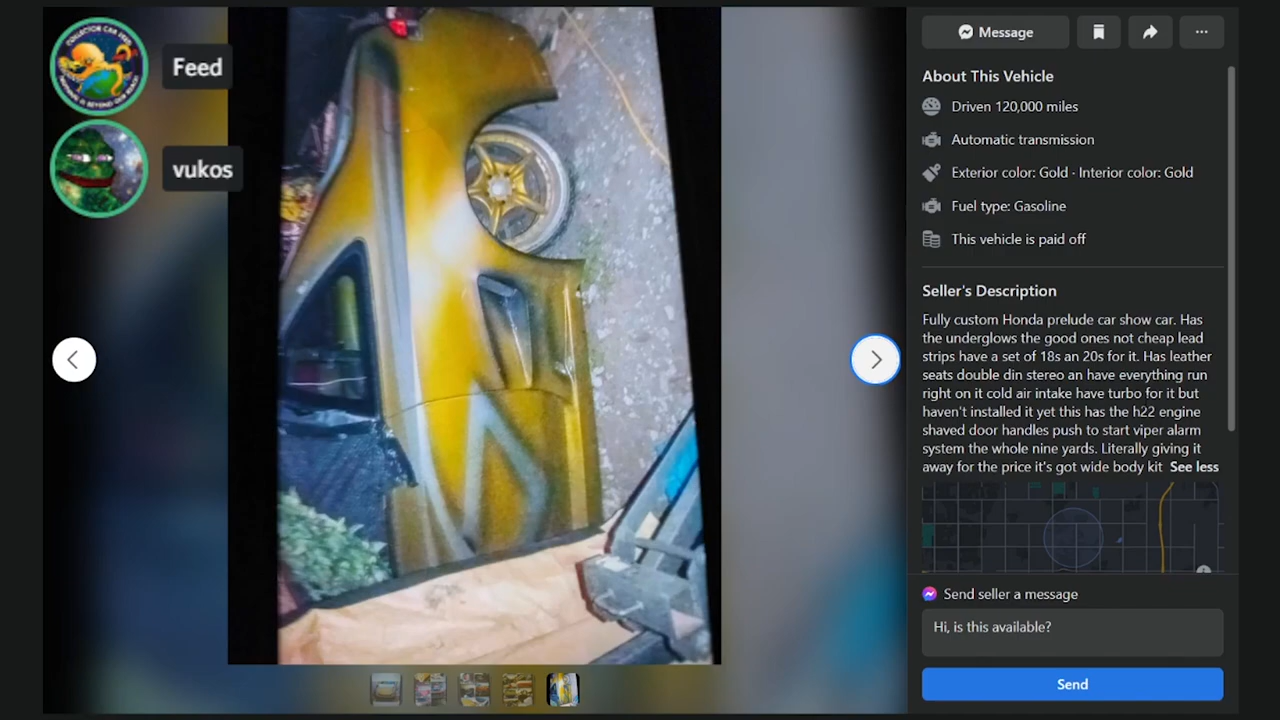 Feed
vukos
Message
About This Vehicle
Driven 120,000 miles
Automatic transmission
Exterior color: Gold · Interior color: Gold
Fuel type: Gasoline
This vehicle is paid off
Seller's Description
Fully custom Honda prelude car show car. Has
the underglows the good ones not cheap lead
strips have a set of 18s an 20s for it. Has leather
seats double din stereo an have everything run
right on it cold air intake have turbo for it but
haven't installed it yet this has the h22 engine
shaved door handles push to start viper alarm
system the whole nine yards. Literally giving it
away for the price it's got wide body kit See less
Send seller a message
Hi, is this available?
Send